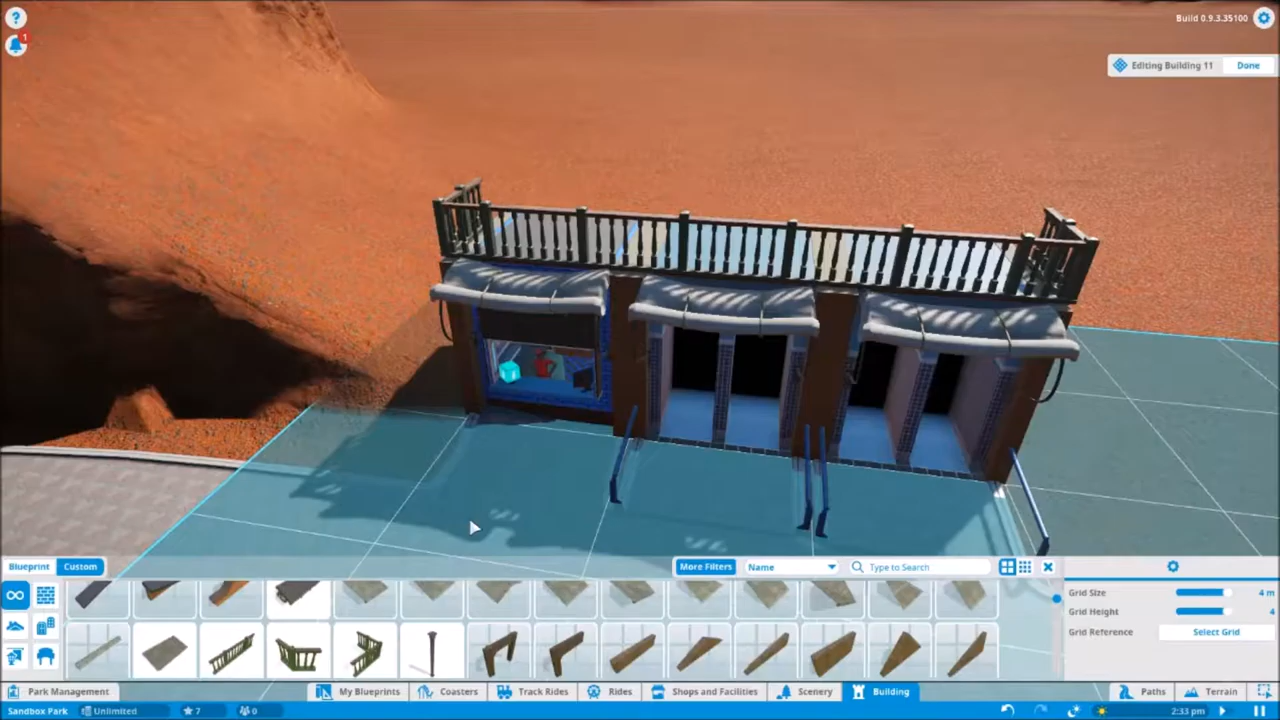 ?
1
Build 0.9.3.35100
Editing Building 11 Done
Blueprint Custom More Filters Name Type to Search
Grid Size 4 m
Grid Height 4
Grid Reference Select Grid
Park Management My Blueprints Coasters Track Rides Rides Shops and Facilities Scenery Building Paths Terrain
Sandbox Park Unlimited 7 0 2:33 pm